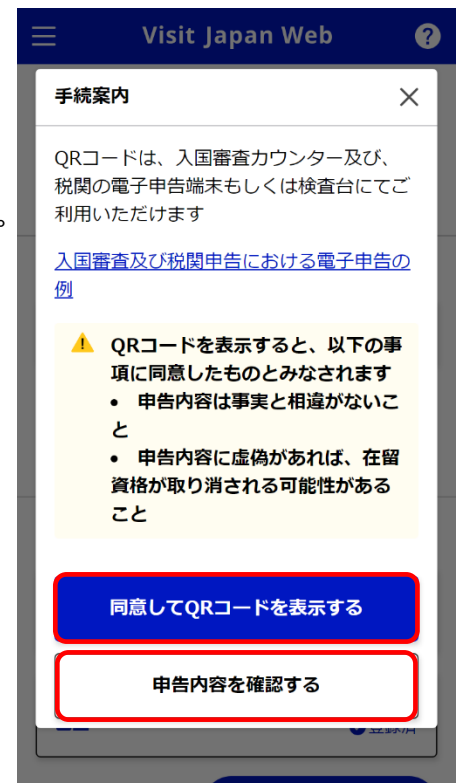 Visit Japan Web
手続案内
QRコードは、入国審査カウンター及び、
税関の電子申告端末もしくは検査台にてご
利用いただけます
。
入国審査及び税関申告における電子申告の
例
QRコードを表示すると、以下の事
項に同意したものとみなされます
• 申告内容は事実と相違がないこ
と
• 申告内容に虚偽があれば、在留
資格が取り消される可能性がある
こと
同意してQRコードを表示する
申告内容を確認する
登録済